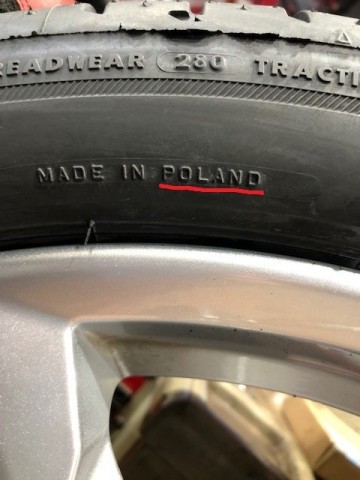 READWEAR 280 TRACTI
MADE IN POLAND